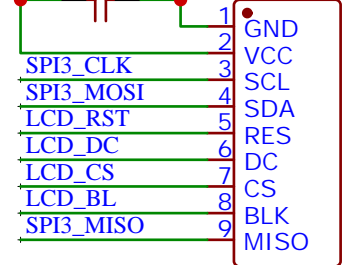 1 GND
2 VCC
SPI3_CLK 3 SCL
SPI3_MOSI 4 SDA
LCD_RST 5 RES
LCD_DC 6 DC
LCD_CS 7 CS
LCD_BL 8 BLK
SPI3_MISO 9 MISO